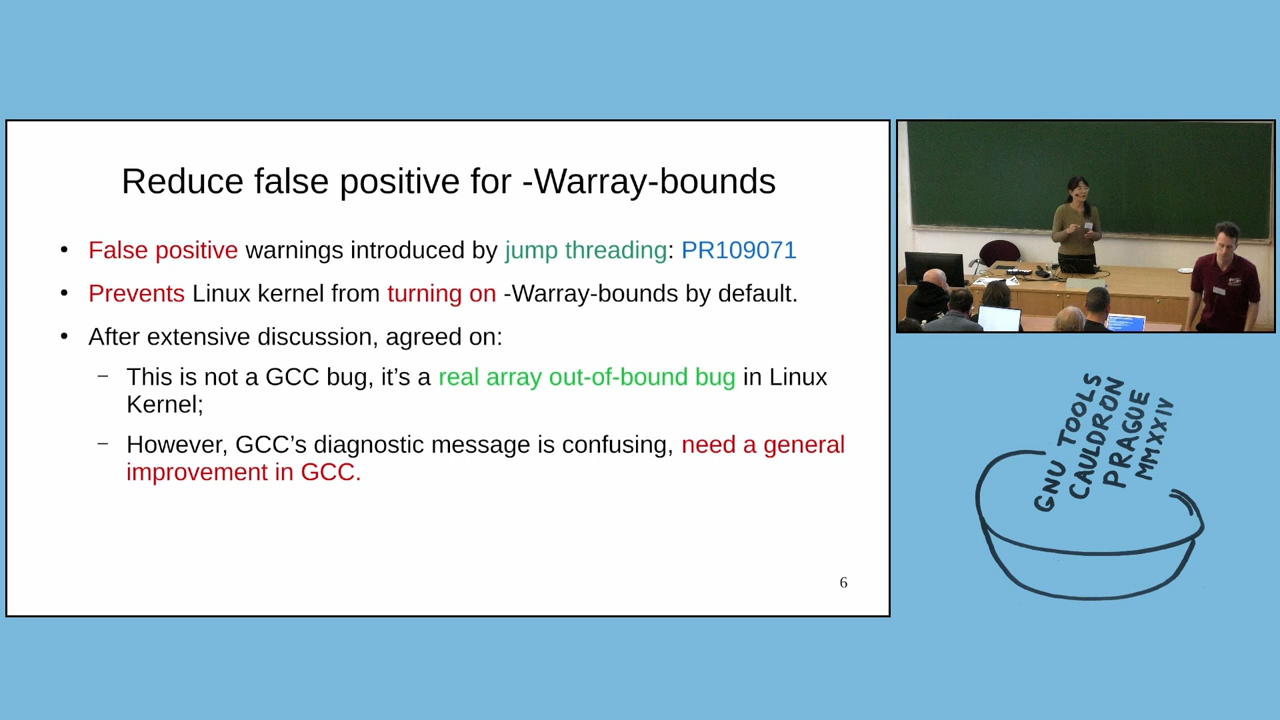 Reduce false positive for -Warray-bounds
• False positive warnings introduced by jump threading: PR109071
• Prevents Linux kernel from turning on -Warray-bounds by default.
• After extensive discussion, agreed on:
– This is not a GCC bug, it's a real array out-of-bound bug in Linux
Kernel;
– However, GCC's diagnostic message is confusing, need a general
improvement in GCC.
6
GNU TOOLS
CAULDRON
PRAGUE
MMXXIV